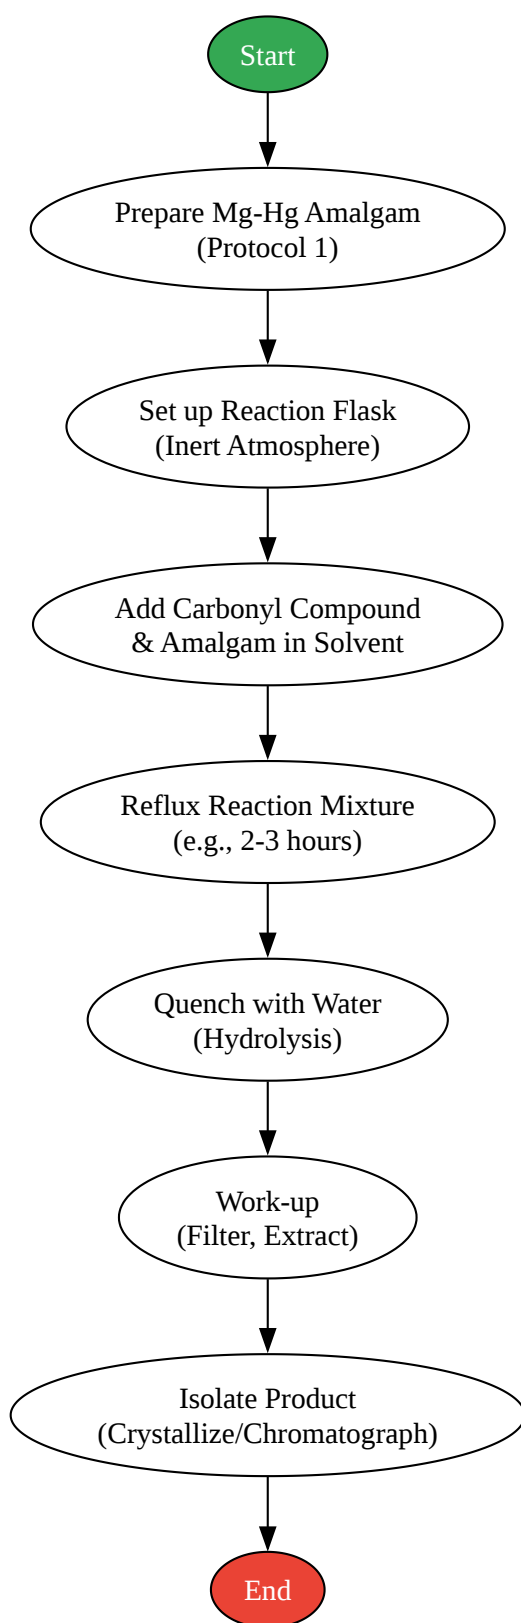 Start
Prepare Mg-Hg Amalgam
(Protocol 1)
Set up Reaction Flask
(Inert Atmosphere)
Add Carbonyl Compound
& Amalgam in Solvent
Reflux Reaction Mixture
(e.g., 2-3 hours)
Quench with Water
(Hydrolysis)
Work-up
(Filter, Extract)
Isolate Product
(Crystallize/Chromatograph)
End